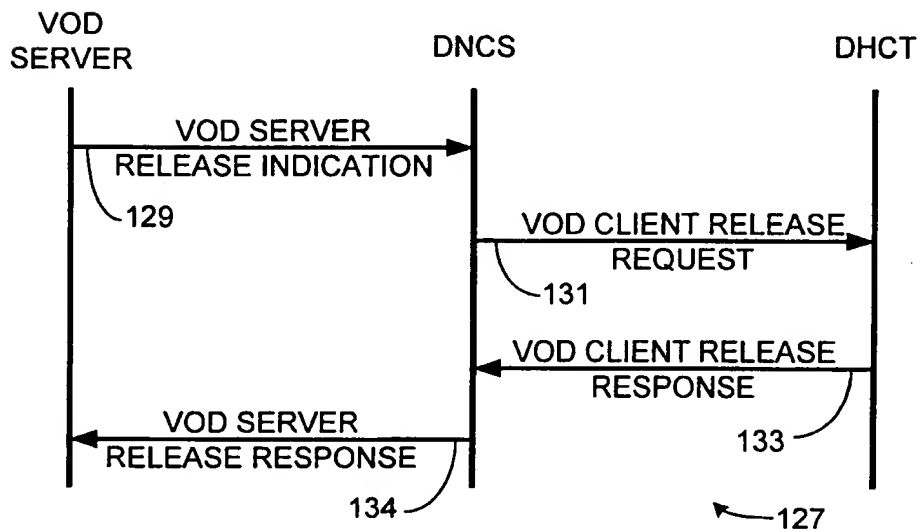 VOD
SERVER
DNCS
DHCT
VOD SERVER
RELEASE INDICATION
129
VOD CLIENT RELEASE
REQUEST
131
VOD CLIENT RELEASE
RESPONSE
133
VOD SERVER
RELEASE RESPONSE
134
127